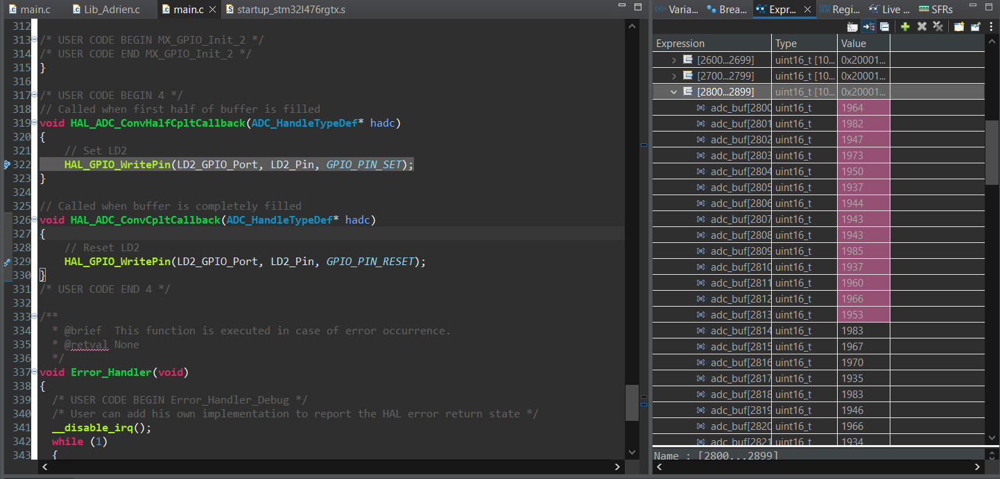 main.c
Lib_Adrien.c
main.c
startup_stm32l476rgtx.s
312
313 /* USER CODE BEGIN MX_GPIO_Init_2 */
314 /* USER CODE END MX_GPIO_Init_2 */
315 }
316
317 /* USER CODE BEGIN 4 */
318 // Called when first half of buffer is filled
319 void HAL_ADC_ConvHalfCpltCallback(ADC_HandleTypeDef* hadc)
320 {
321 // Set LD2
322 HAL_GPIO_WritePin(LD2_GPIO_Port, LD2_Pin, GPIO_PIN_SET);
323 }
324
325 // Called when buffer is completely filled
326 void HAL_ADC_ConvCpltCallback(ADC_HandleTypeDef* hadc)
327 {
328 // Reset LD2
329 HAL_GPIO_WritePin(LD2_GPIO_Port, LD2_Pin, GPIO_PIN_RESET);
330 }
331 /* USER CODE END 4 */
332
333 /**
334 * @brief  This function is executed in case of error occurrence.
335 * @retval None
336 */
337 void Error_Handler(void)
338 {
339 /* USER CODE BEGIN Error_Handler_Debug */
340 /* User can add his own implementation to report the HAL error return state */
341 __disable_irq();
342 while (1)
343 {
(x)= Varia...
Brea...
Expr...
Regi...
Live ...
SFRs
Expression Type Value
[2600...2699] uint16_t [10... 0x20001...
[2700...2799] uint16_t [10... 0x20001...
[2800...2899] uint16_t [10... 0x20001...
adc_buf[2800 uint16_t 1964
adc_buf[2801 uint16_t 1982
adc_buf[2802 uint16_t 1947
adc_buf[2803 uint16_t 1973
adc_buf[2804 uint16_t 1950
adc_buf[2805 uint16_t 1937
adc_buf[2806 uint16_t 1944
adc_buf[2807 uint16_t 1943
adc_buf[2808 uint16_t 1943
adc_buf[2809 uint16_t 1985
adc_buf[2810 uint16_t 1937
adc_buf[2811 uint16_t 1960
adc_buf[2812 uint16_t 1966
adc_buf[2813 uint16_t 1953
adc_buf[2814 uint16_t 1983
adc_buf[2815 uint16_t 1967
adc_buf[2816 uint16_t 1970
adc_buf[2817 uint16_t 1935
adc_buf[2818 uint16_t 1983
adc_buf[2819 uint16_t 1946
adc_buf[2820 uint16_t 1966
adc_buf[2821 uint16_t 1934
Name : [2800...2899]